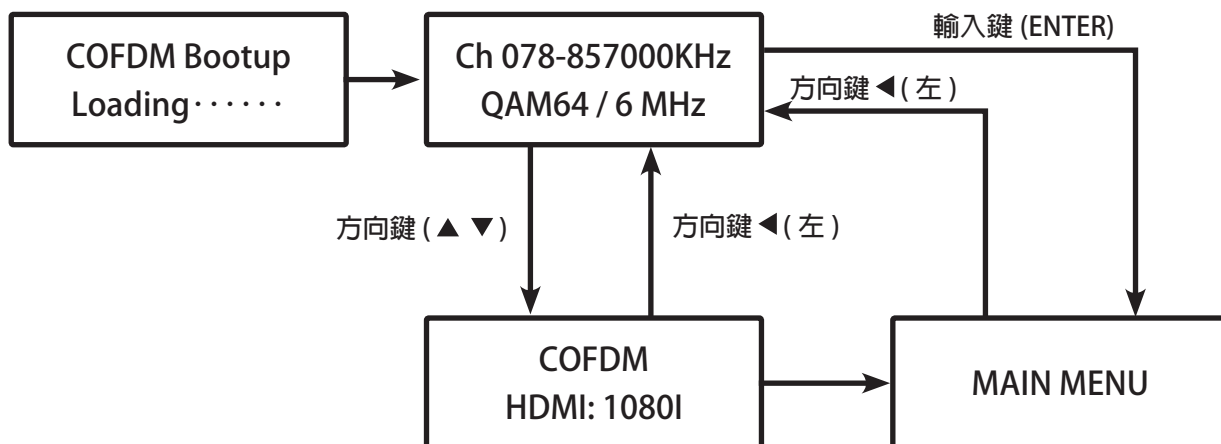 COFDM Bootup
Loading‧‧‧‧‧‧
Ch 078-857000KHz
QAM64 / 6 MHz
輸入鍵 (ENTER)
方向鍵 ◀ ( 左 )
方向鍵 ( ▲ ▼ )
方向鍵 ◀ ( 左 )
COFDM
HDMI: 1080I
MAIN MENU